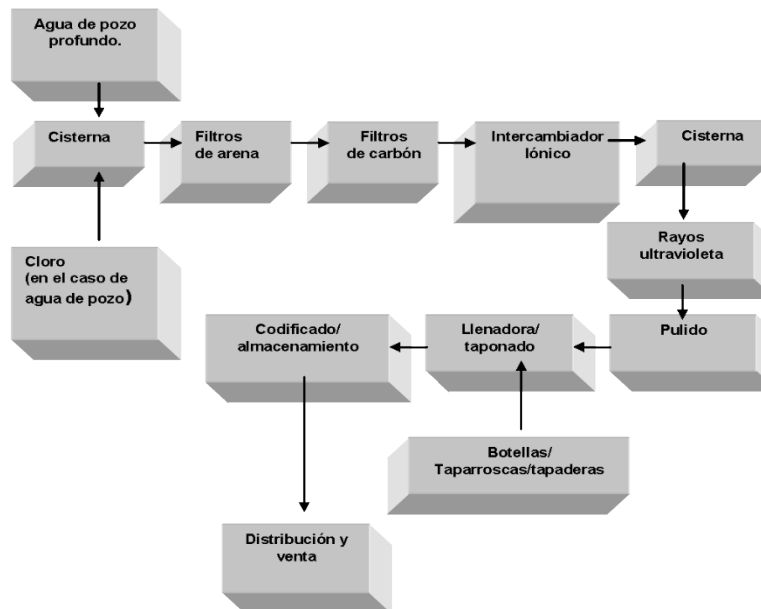 Agua de pozo
profundo.
Cisterna
Filtros
de arena
Filtros
de carbón
Intercambiador
Iónico
Cisterna
Cloro
(en el caso de
agua de pozo)
Rayos
ultravioleta
Codificado/
almacenamiento
Llenadora/
taponado
Pulido
Botellas/
Taparroscas/tapaderas
Distribución y
venta